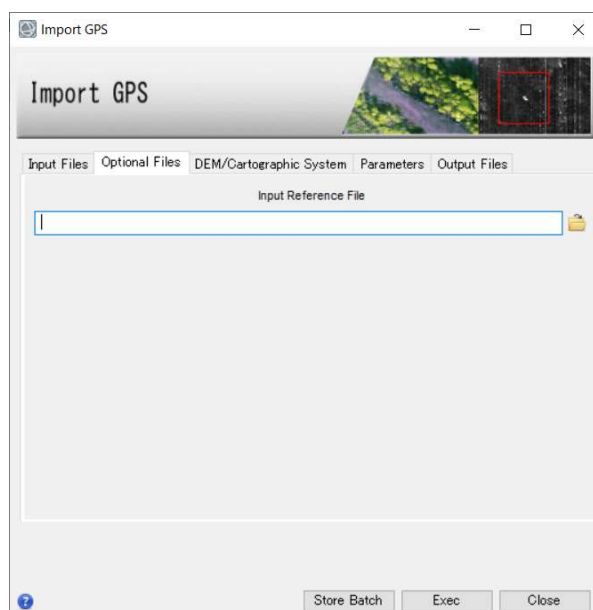 Import GPS
Import GPS
Input Files Optional Files DEM/Cartographic System Parameters Output Files
Input Reference File
Store Batch Exec Close